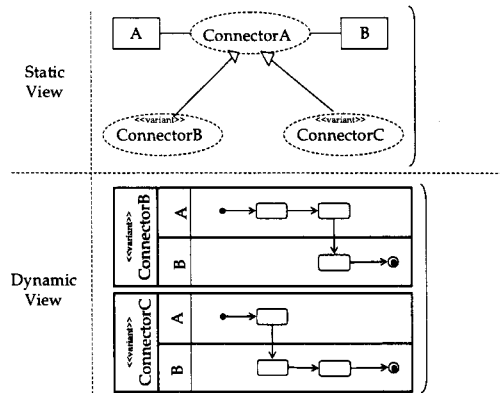 A
ConnectorA
B
Static
View
<<variant>>
ConnectorB
<<variant>>
ConnectorC
Dynamic
View
<<variant>>
ConnectorB
A
B
<<variant>>
ConnectorC
A
B